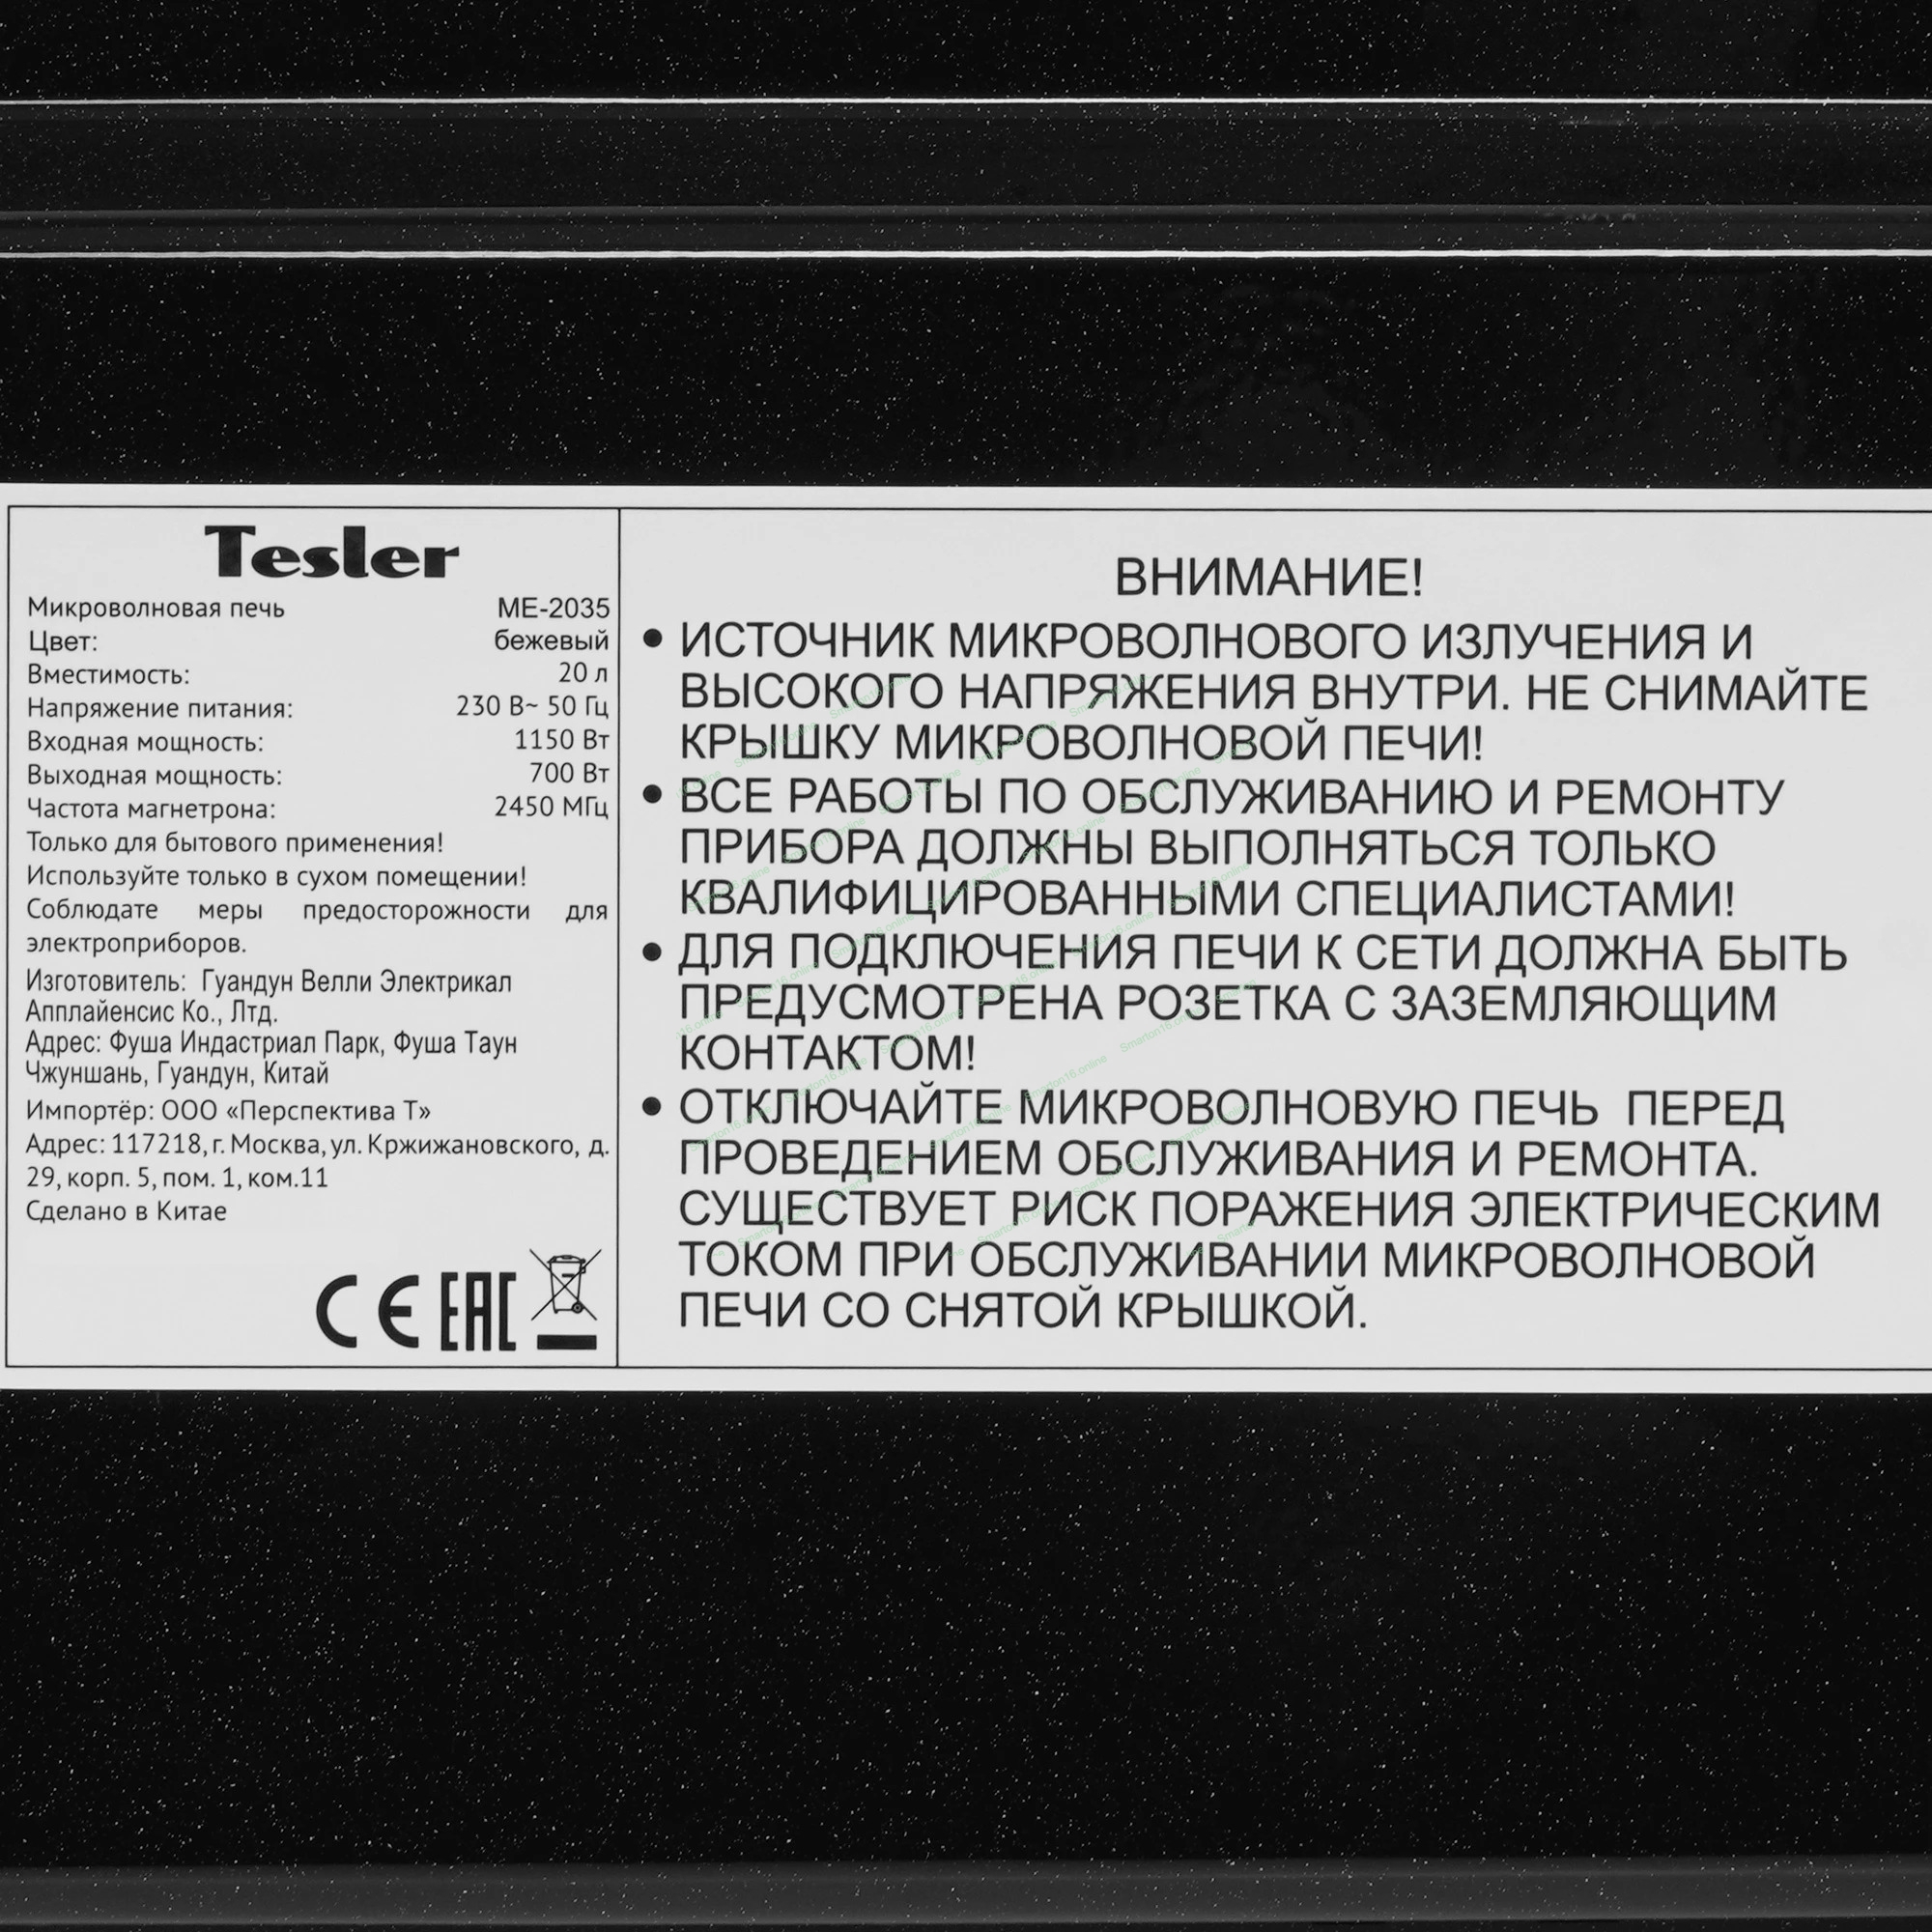 Tesler
Микроволновая печь ME-2035
Цвет: бежевый
Вместимость: 20 л
Напряжение питания: 230 В~ 50 Гц
Входная мощность: 1150 Вт
Выходная мощность: 700 Вт
Частота магнетрона: 2450 МГц
Только для бытового применения!
Используйте только в сухом помещении!
Соблюдате меры предосторожности для
электроприборов.
Изготовитель: Гуандун Велли Электрикал
Апплайенсис Ко., Лтд.
Адрес: Фуша Индастриал Парк, Фуша Таун
Чжуншань, Гуандун, Китай
Импортёр: ООО «Перспектива Т»
Адрес: 117218, г. Москва, ул. Кржижановского, д.
29, корп. 5, пом. 1, ком.11
Сделано в Китае
CE EAC
ВНИМАНИЕ!
• ИСТОЧНИК МИКРОВОЛНОВОГО ИЗЛУЧЕНИЯ И
ВЫСОКОГО НАПРЯЖЕНИЯ ВНУТРИ. НЕ СНИМАЙТЕ
КРЫШКУ МИКРОВОЛНОВОЙ ПЕЧИ!
• ВСЕ РАБОТЫ ПО ОБСЛУЖИВАНИЮ И РЕМОНТУ
ПРИБОРА ДОЛЖНЫ ВЫПОЛНЯТЬСЯ ТОЛЬКО
КВАЛИФИЦИРОВАННЫМИ СПЕЦИАЛИСТАМИ!
• ДЛЯ ПОДКЛЮЧЕНИЯ ПЕЧИ К СЕТИ ДОЛЖНА БЫТЬ
ПРЕДУСМОТРЕНА РОЗЕТКА С ЗАЗЕМЛЯЮЩИМ
КОНТАКТОМ!
• ОТКЛЮЧАЙТЕ МИКРОВОЛНОВУЮ ПЕЧЬ ПЕРЕД
ПРОВЕДЕНИЕМ ОБСЛУЖИВАНИЯ И РЕМОНТА.
СУЩЕСТВУЕТ РИСК ПОРАЖЕНИЯ ЭЛЕКТРИЧЕСКИМ
ТОКОМ ПРИ ОБСЛУЖИВАНИИ МИКРОВОЛНОВОЙ
ПЕЧИ СО СНЯТОЙ КРЫШКОЙ.
Smarton16.online